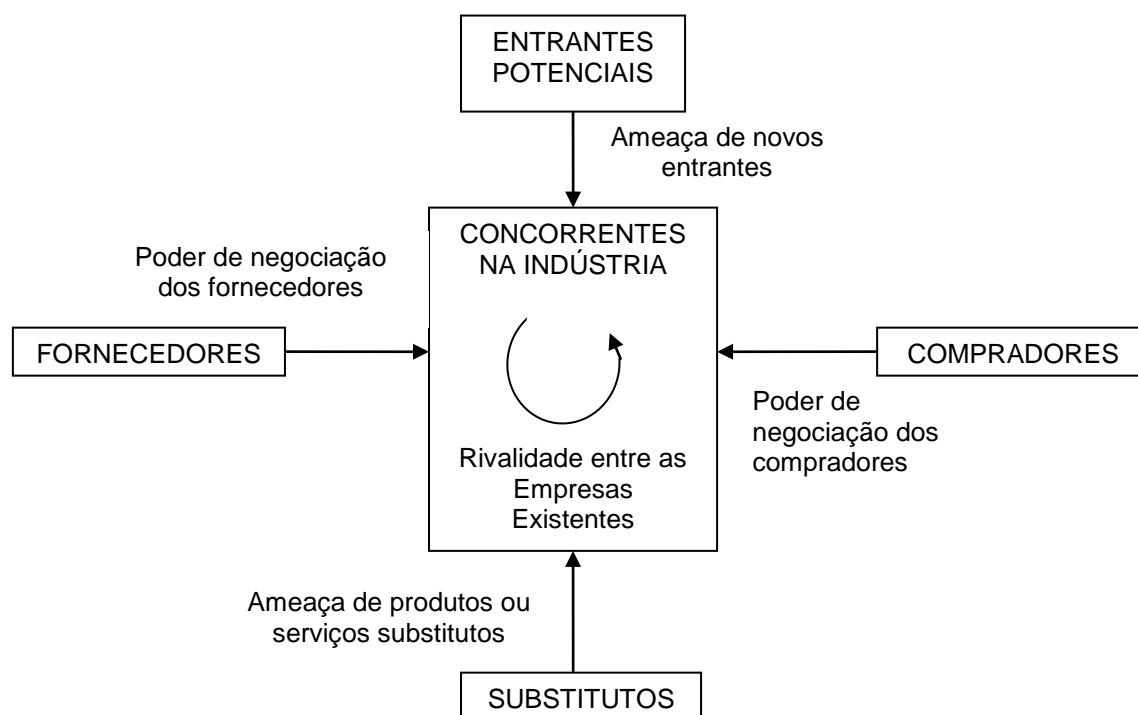 ENTRANTES
POTENCIAIS
Ameaça de novos
entrantes
CONCORRENTES
NA INDÚSTRIA
Poder de negociação
dos fornecedores
FORNECEDORES
COMPRADORES
Poder de
negociação dos
compradores
Rivalidade entre as
Empresas
Existentes
Ameaça de produtos ou
serviços substitutos
SUBSTITUTOS